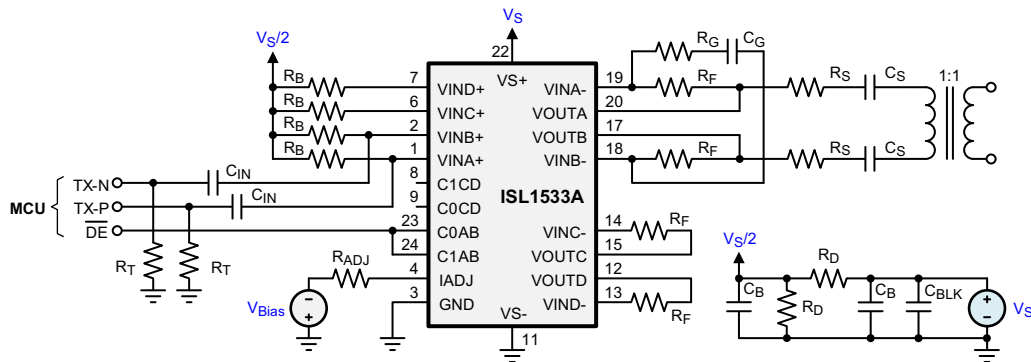 VS
VS/2
22
VS+
RB
7
VIND+
RB
6
VINC+
RB
2
VINB+
RB
1
VINA+
CIN
TX-N
8
C1CD
CIN
MCU
TX-P
9
C0CD
DE
23
C0AB
24
C1AB
RT
RT
RADJ
4
IADJ
VBias
3
GND
VS-
11
ISL1533A
19
VINA-
20
VOUTA
17
VOUTB
18
VINB-
14
VINC-
15
VOUTC
12
VOUTD
13
VIND-
RG
CG
RF
RS
CS
1:1
RF
RS
CS
RF
RF
VS/2
RD
CB
RD
CB
CBLK
VS